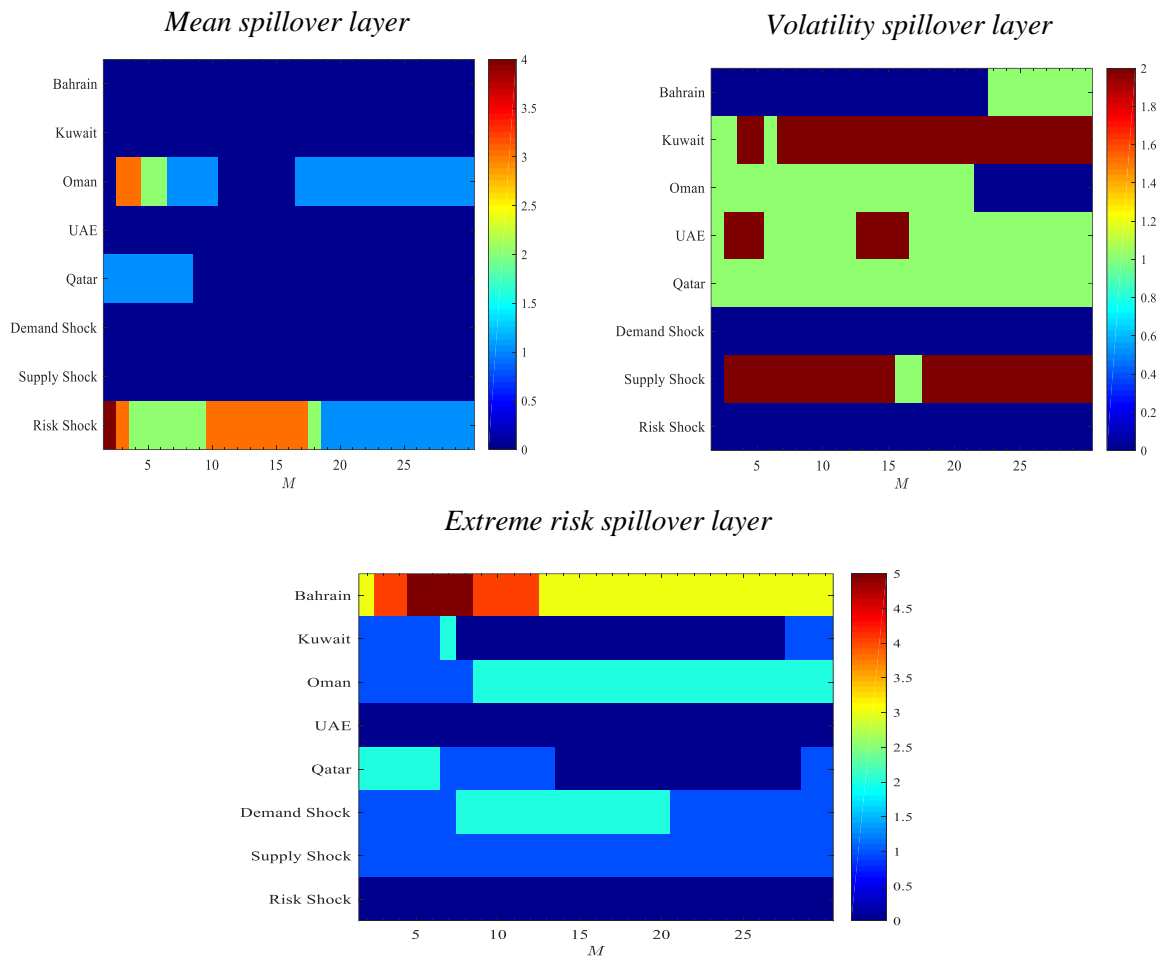 Mean spillover layer
Bahrain
Kuwait
Oman
UAE
Qatar
Demand Shock
Supply Shock
Risk Shock
5 10 15 20 25
M
4
3.5
3
2.5
2
1.5
1
0.5
0
Volatility spillover layer
Bahrain
Kuwait
Oman
UAE
Qatar
Demand Shock
Supply Shock
Risk Shock
5 10 15 20 25
M
2
1.8
1.6
1.4
1.2
1
0.8
0.6
0.4
0.2
0
Extreme risk spillover layer
Bahrain
Kuwait
Oman
UAE
Qatar
Demand Shock
Supply Shock
Risk Shock
5 10 15 20 25
M
5
4.5
4
3.5
3
2.5
2
1.5
1
0.5
0